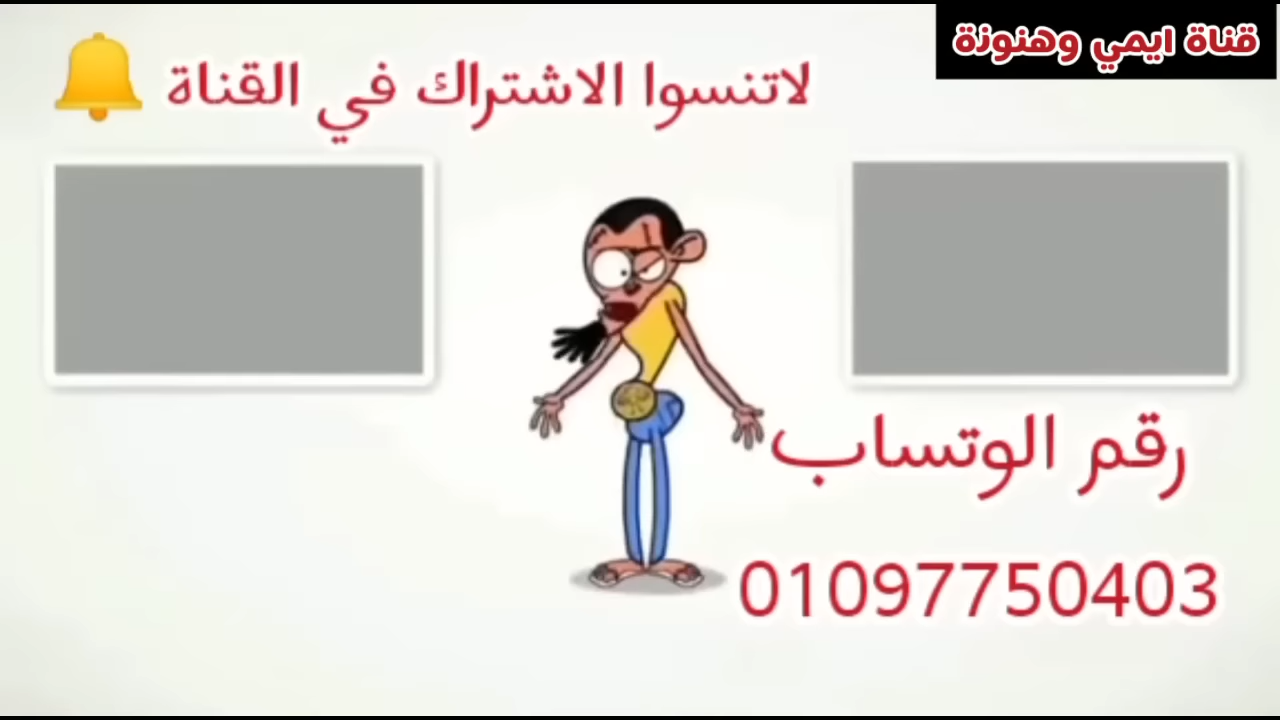 قناة ايمي وهنوزة
لاتنسوا الاشتراك في القناة
رقم الوتساب
01097750403